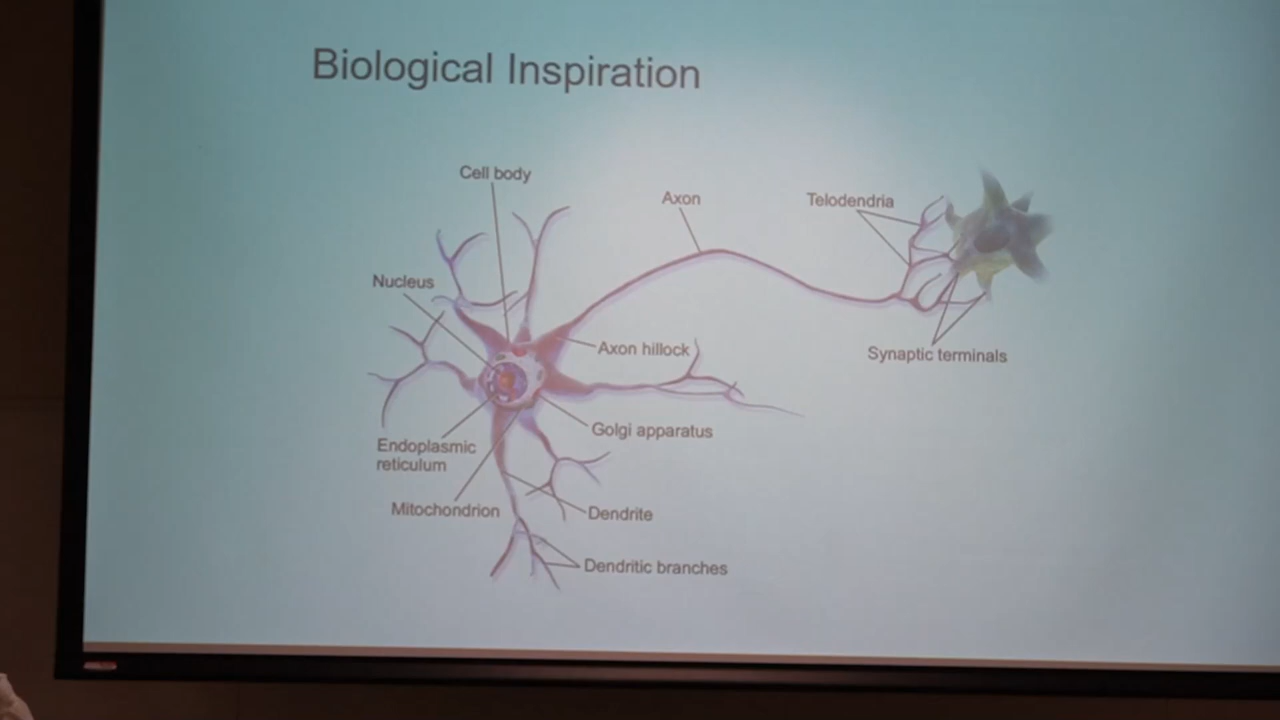 Biological Inspiration
Cell body
Axon
Telodendria
Nucleus
Axon hillock
Synaptic terminals
Golgi apparatus
Endoplasmic
reticulum
Mitochondrion
Dendrite
Dendritic branches